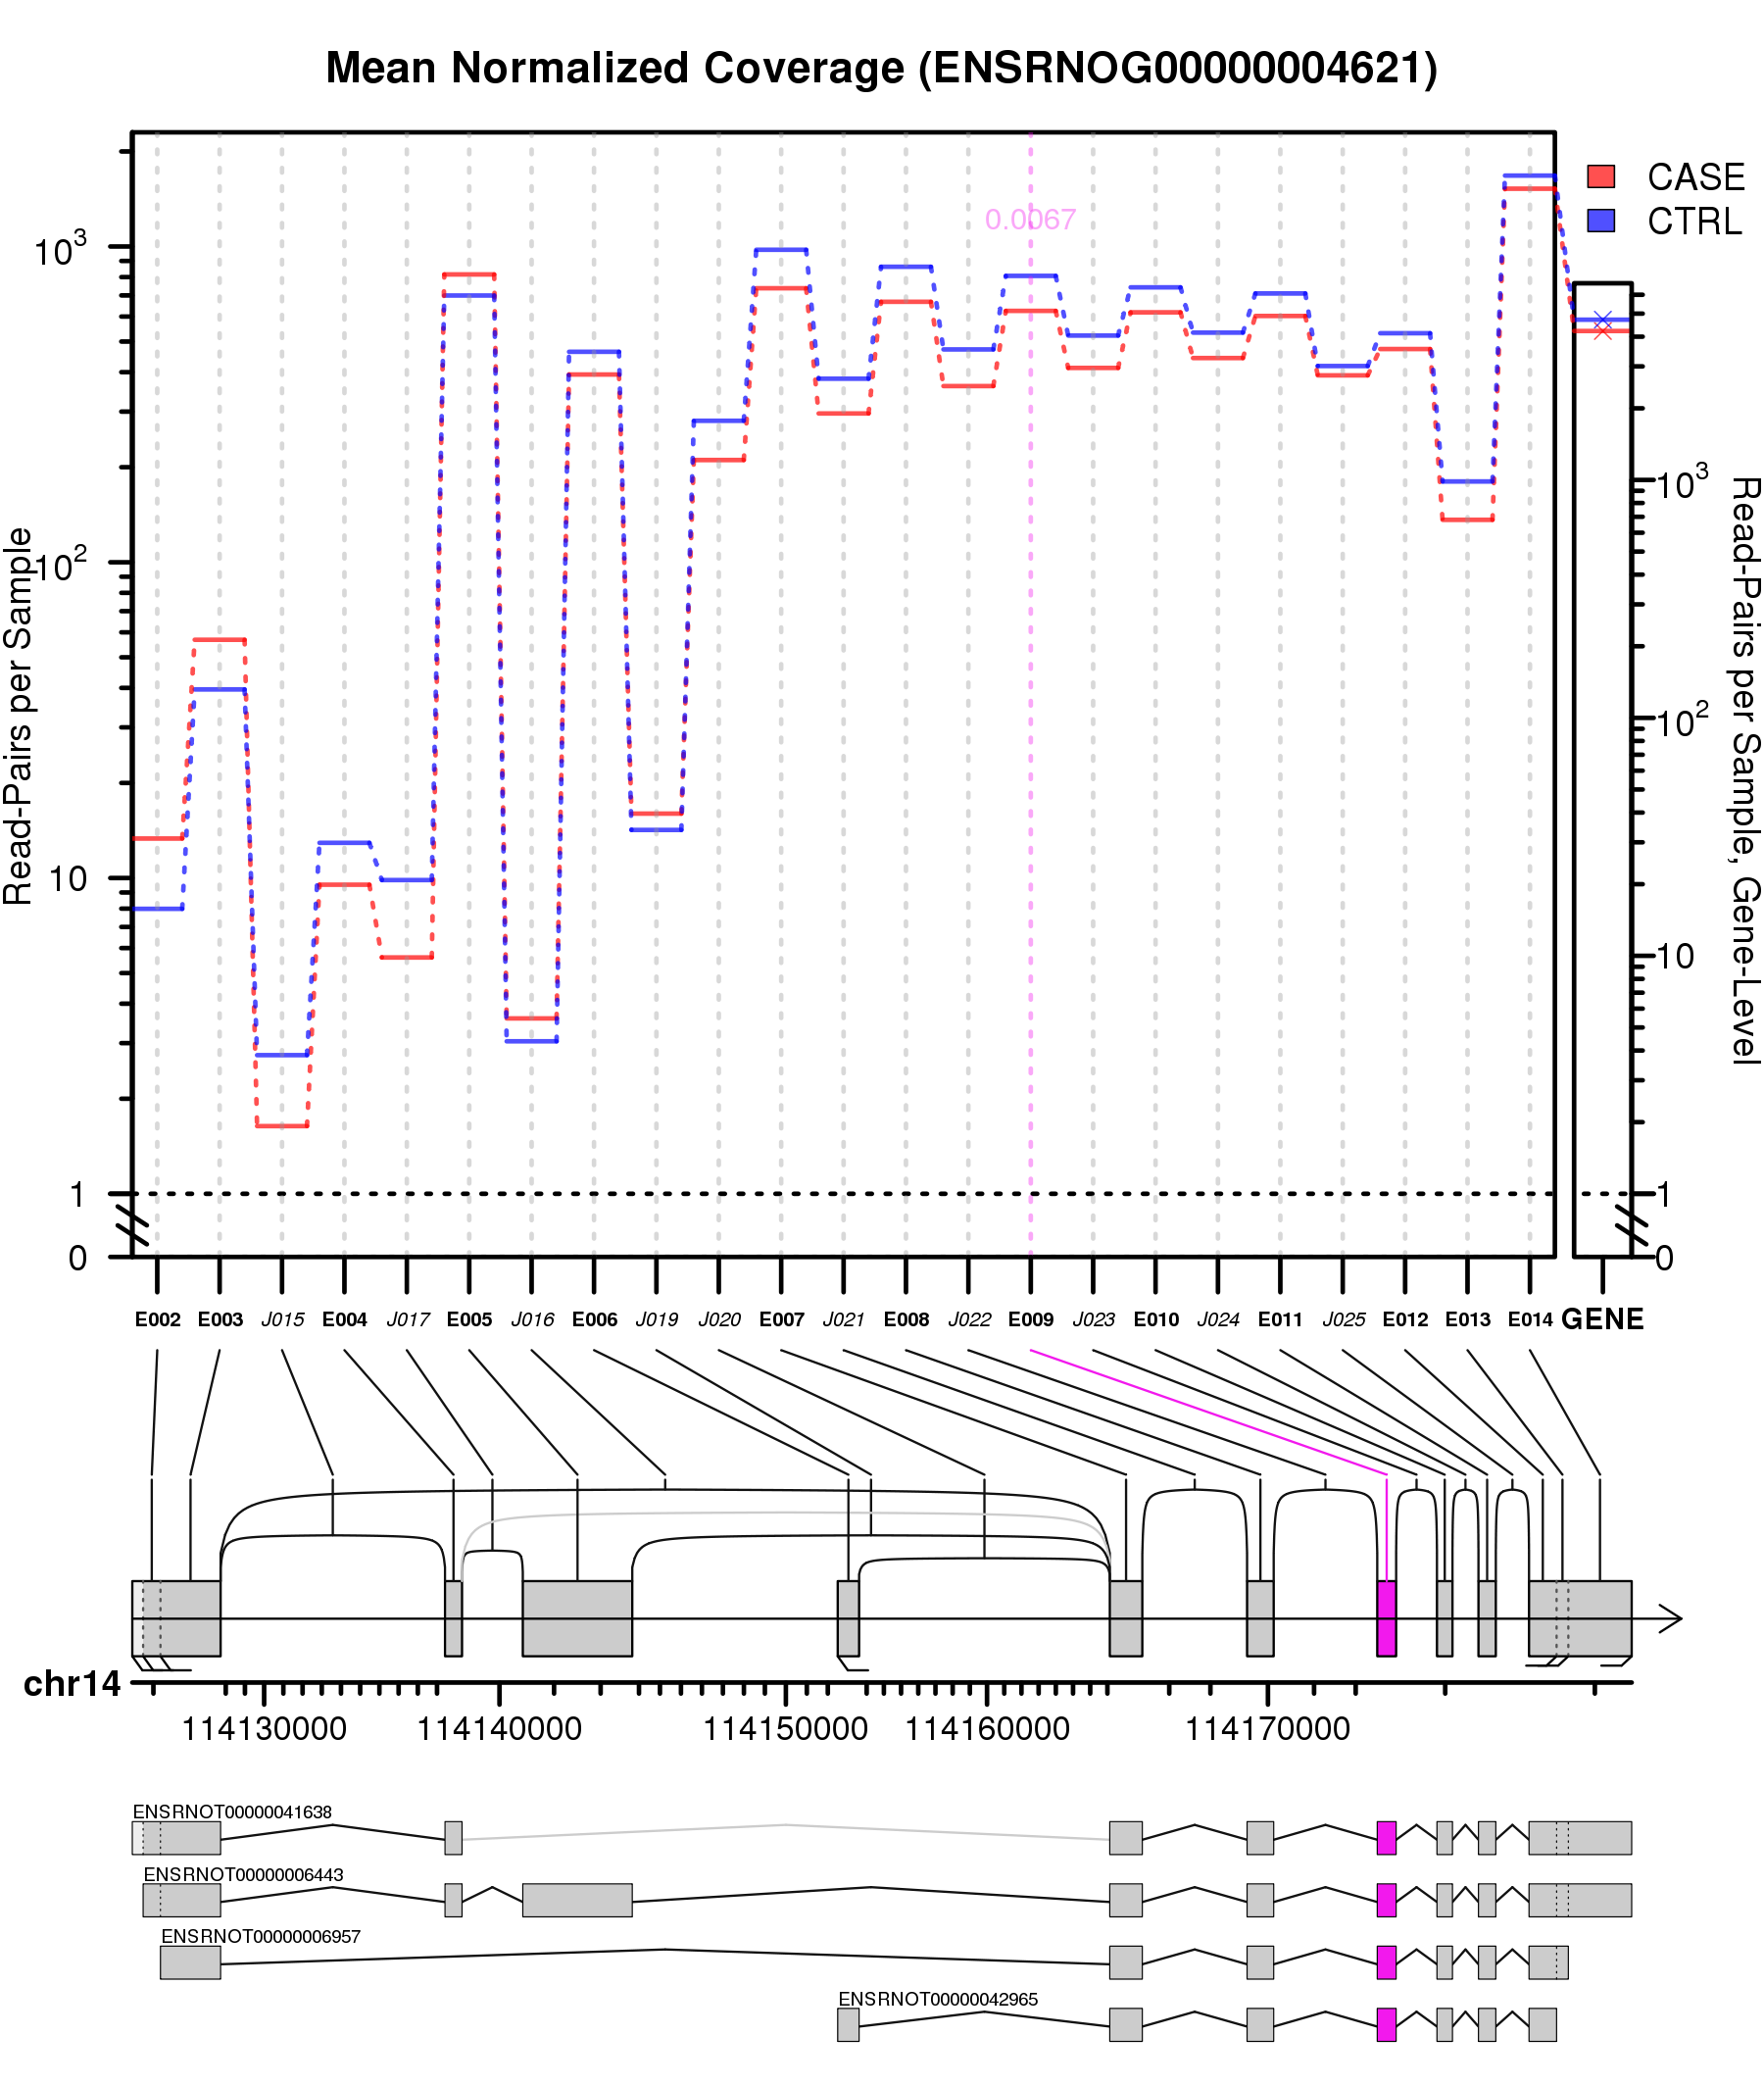 Mean Normalized Coverage (ENSRNOG00000004621)
CASE
CTRL
0.0067
10³
10²
10
1
0
Read-Pairs per Sample
10³
10²
10
1
0
Read-Pairs per Sample, Gene-Level
E002 E003 J015 E004 J017 E005 J016 E006 J019 J020 E007 J021 E008 J022 E009 J023 E010 J024 E011 J025 E012 E013 E014 GENE
chr14
114130000 114140000 114150000 114160000 114170000
ENSRNOT00000041638
ENSRNOT00000006443
ENSRNOT00000006957
ENSRNOT00000042965